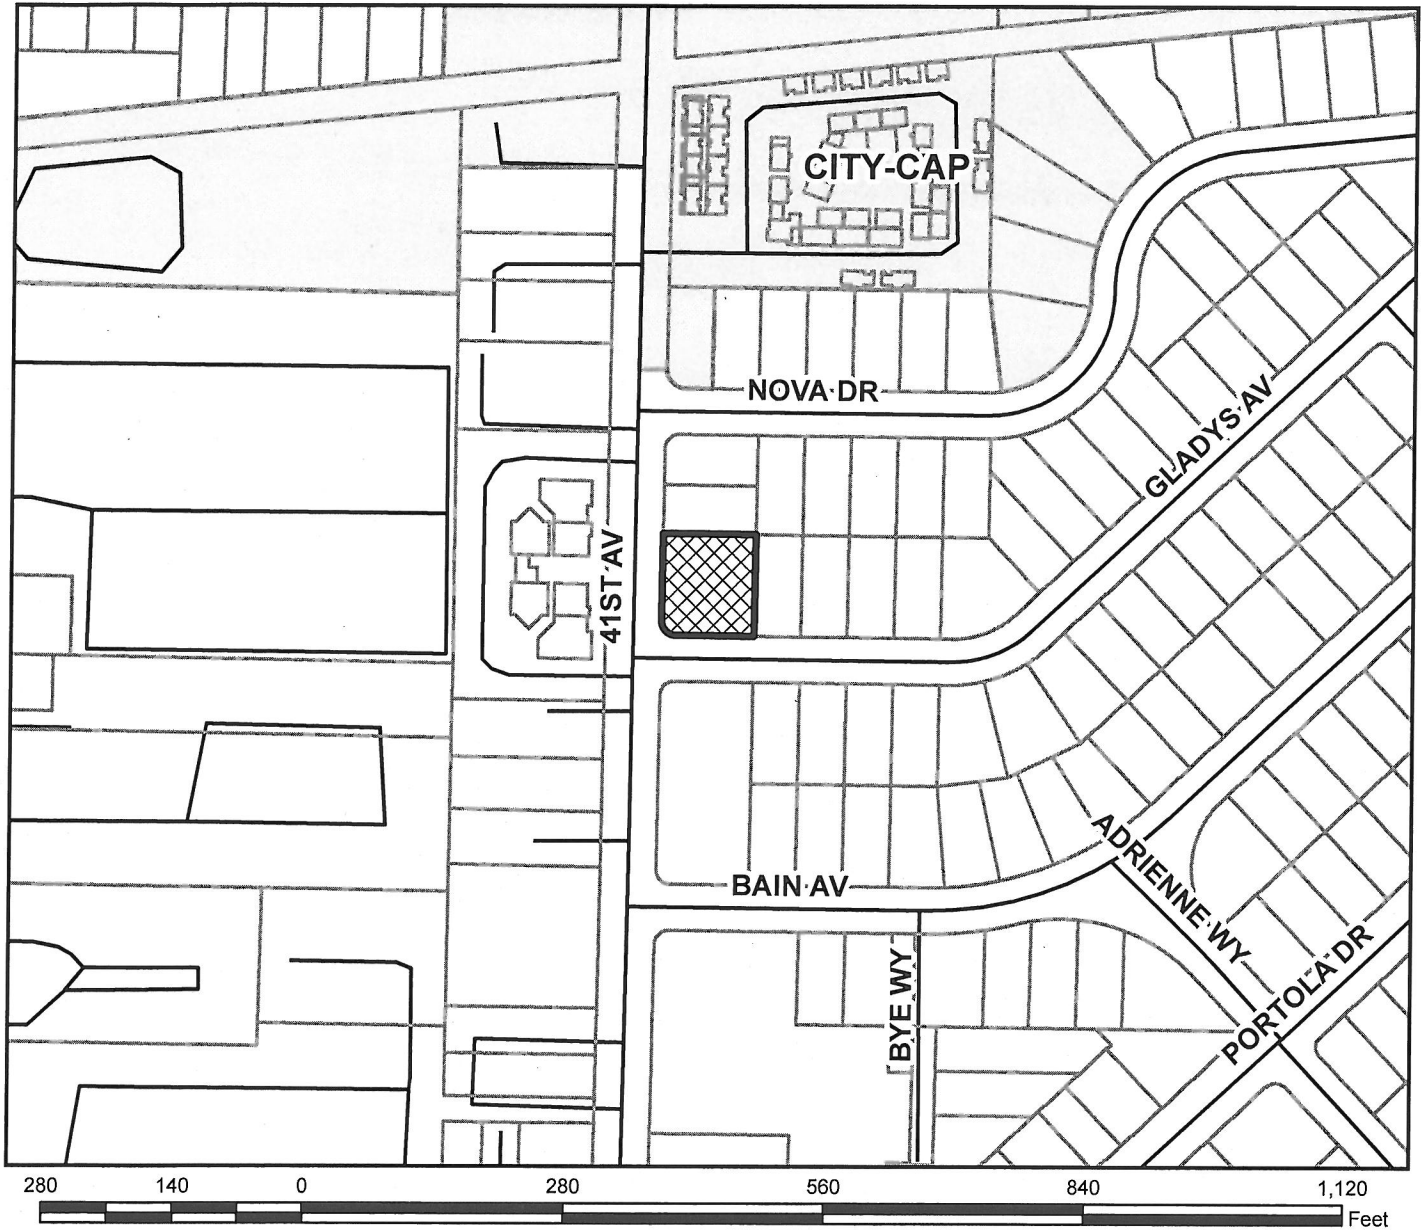 CITY-CAP
NOVA DR
GLADYS AV
41ST AV
BAIN AV
ADRIENNE WY
BYE WY
PORTOLA DR
280 140 0 280 560 840 1,120
Feet